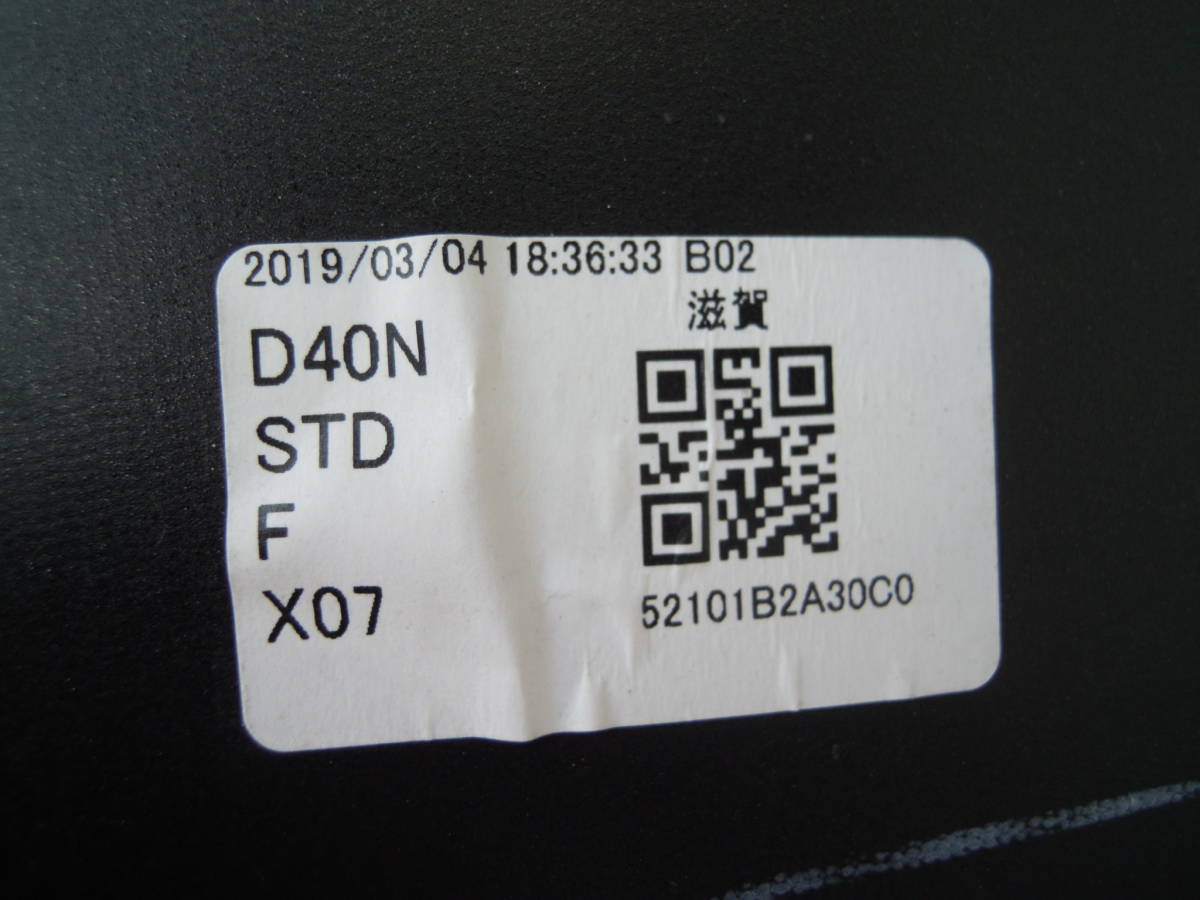 2019/03/04 18:36:33 B02
滋賀
D40N
STD
F
X07
52101B2A30C0